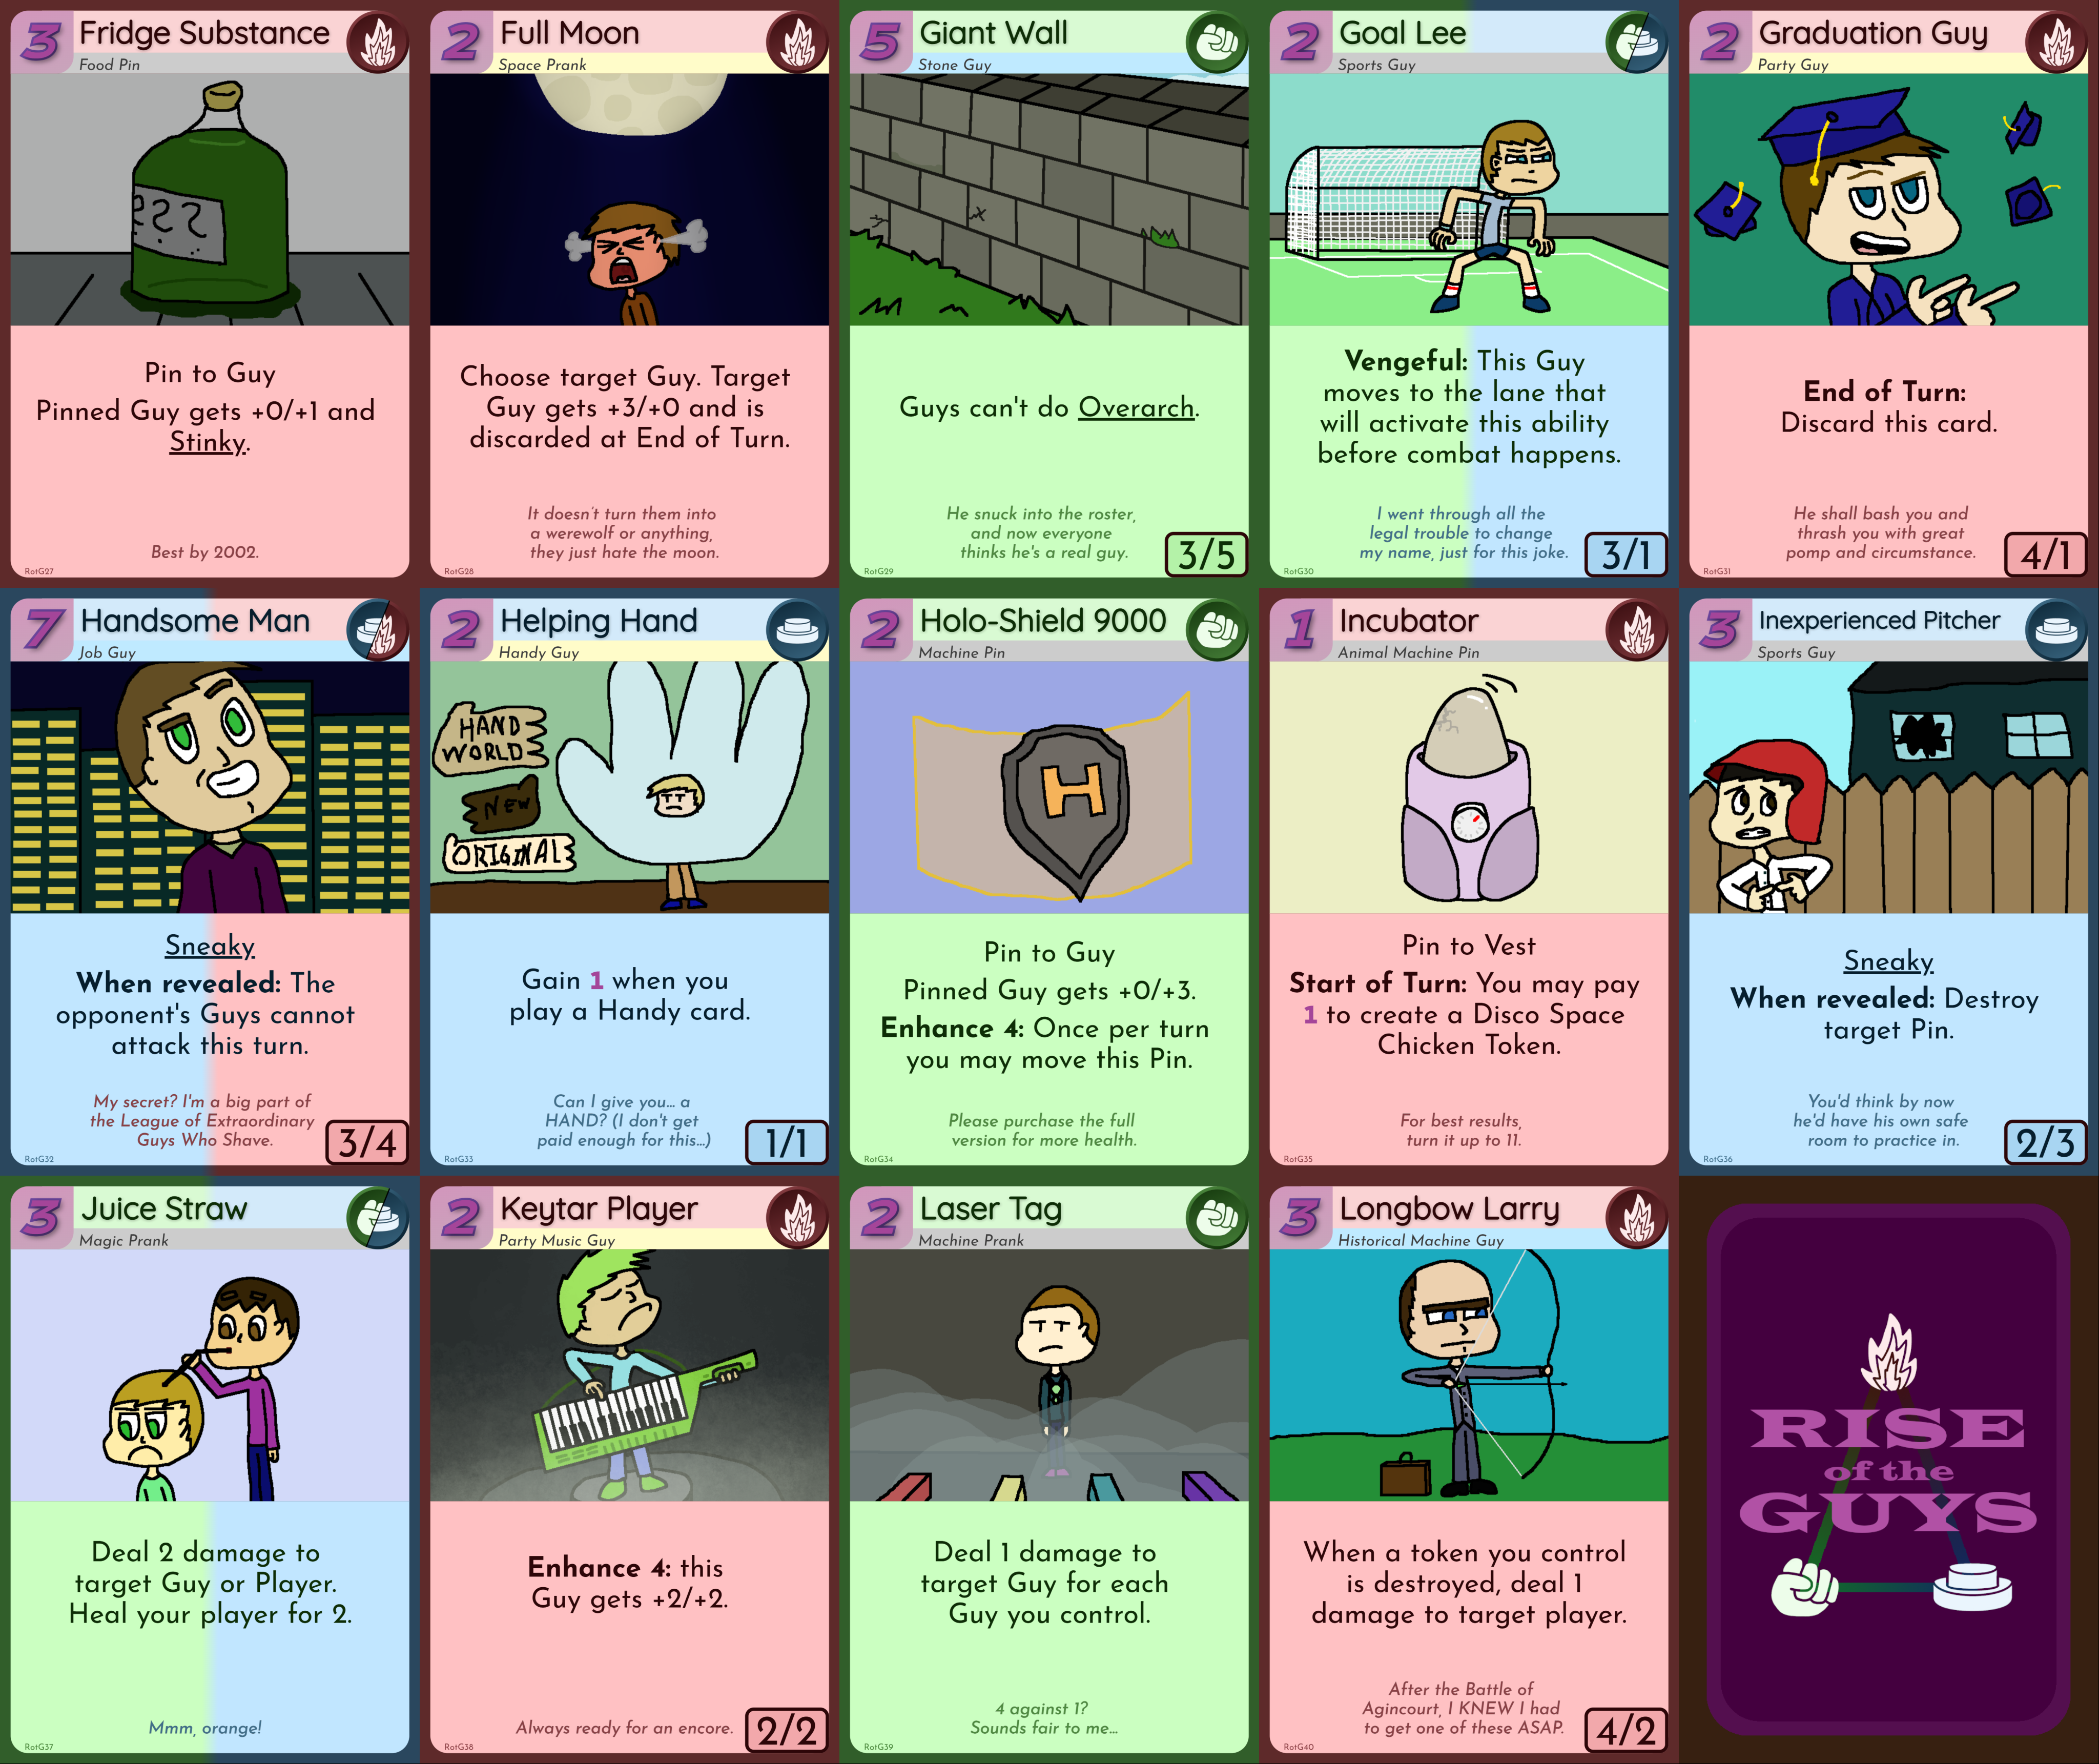 3 Fridge Substance
Food Pin
???
Pin to Guy
Pinned Guy gets +0/+1 and
Stinky.
Best by 2002.
RotG27
2 Full Moon
Space Prank
Choose target Guy. Target
Guy gets +3/+0 and is
discarded at End of Turn.
It doesn't turn them into
a werewolf or anything,
they just hate the moon.
RotG28
5 Giant Wall
Stone Guy
Guys can't do Overarch.
He snuck into the roster,
and now everyone
thinks he's a real guy.
3/5
RotG29
2 Goal Lee
Sports Guy
Vengeful: This Guy
moves to the lane that
will activate this ability
before combat happens.
I went through all the
legal trouble to change
my name, just for this joke.
3/1
RotG30
2 Graduation Guy
Party Guy
End of Turn:
Discard this card.
He shall bash you and
thrash you with great
pomp and circumstance.
4/1
RotG31
7 Handsome Man
Job Guy
Sneaky
When revealed: The
opponent's Guys cannot
attack this turn.
My secret? I'm a big part of
the League of Extraordinary
Guys Who Shave.
3/4
RotG32
2 Helping Hand
Handy Guy
HAND
WORLD
NEW
ORIGINAL
Gain 1 when you
play a Handy card.
Can I give you... a
HAND? (I don't get
paid enough for this...)
1/1
RotG33
2 Holo-Shield 9000
Machine Pin
H
Pin to Guy
Pinned Guy gets +0/+3.
Enhance 4: Once per turn
you may move this Pin.
Please purchase the full
version for more health.
RotG34
1 Incubator
Animal Machine Pin
Pin to Vest
Start of Turn: You may pay
1 to create a Disco Space
Chicken Token.
For best results,
turn it up to 11.
RotG35
3 Inexperienced Pitcher
Sports Guy
Sneaky
When revealed: Destroy
target Pin.
You'd think by now
he'd have his own safe
room to practice in.
2/3
RotG36
3 Juice Straw
Magic Prank
Deal 2 damage to
target Guy or Player.
Heal your player for 2.
Mmm, orange!
RotG37
2 Keytar Player
Party Music Guy
Enhance 4: this
Guy gets +2/+2.
Always ready for an encore.
2/2
RotG38
2 Laser Tag
Machine Prank
Deal 1 damage to
target Guy for each
Guy you control.
4 against 1?
Sounds fair to me...
RotG39
3 Longbow Larry
Historical Machine Guy
When a token you control
is destroyed, deal 1
damage to target player.
After the Battle of
Agincourt, I KNEW I had
to get one of these ASAP.
4/2
RotG40
RISE
of the
GUYS